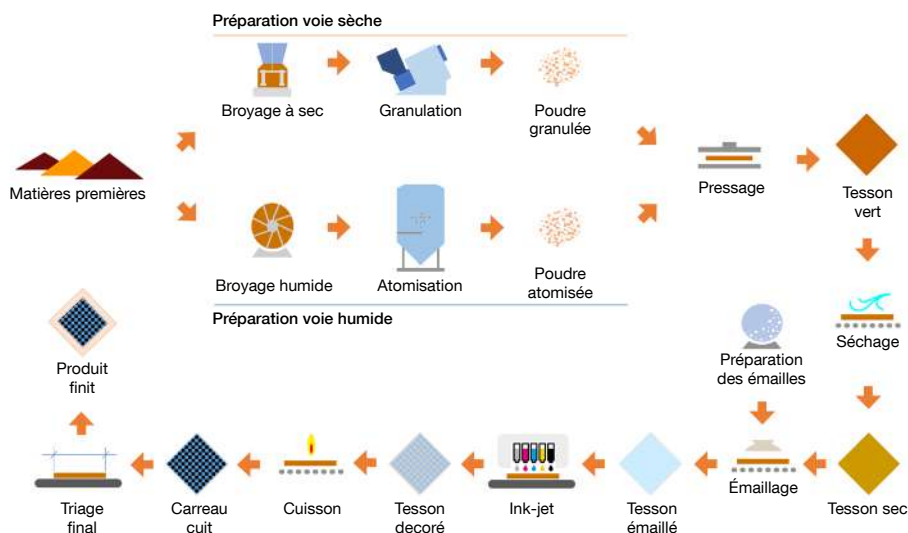 Préparation voie sèche
Broyage à sec
Granulation
Poudre
granulée
Matières premières
Pressage
Tesson
vert
Broyage humide
Atomisation
Poudre
atomisée
Préparation voie humide
Produit
finit
Préparation
des émailles
Séchage
Triage
final
Carreau
cuit
Cuisson
Tesson
decoré
Ink-jet
Tesson
émaillé
Émaillage
Tesson sec